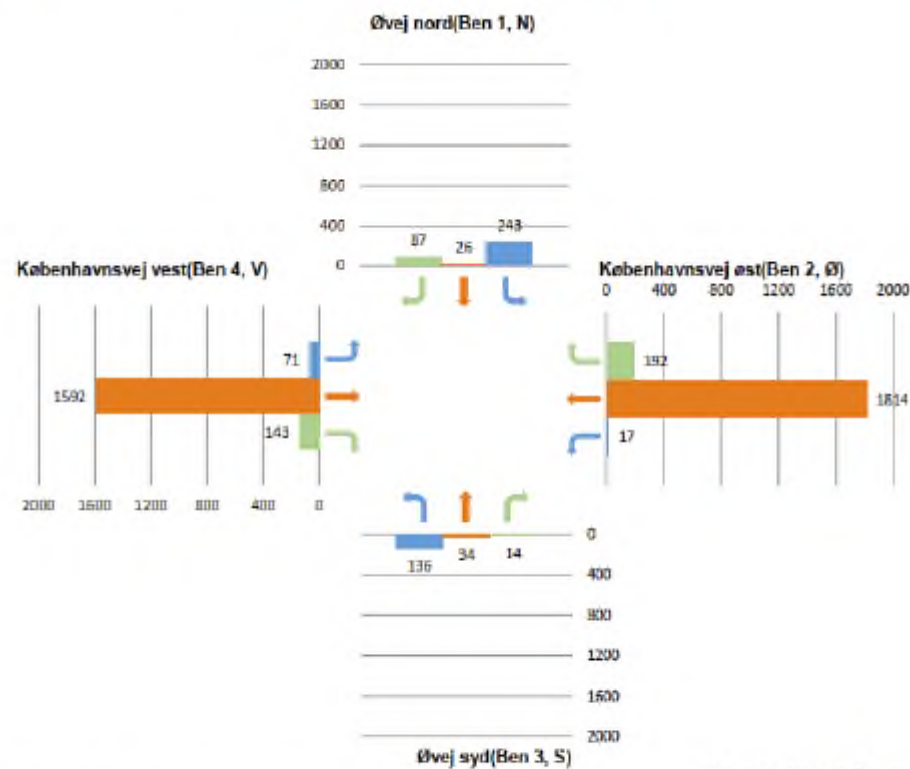 Øvej nord(Ben 1, N)
2000
1600
1200
800
400
0
87 26 243
Københavnsvej vest(Ben 4, V)
71
1592
143
2000 1600 1200 800 400 0
Københavnsvej øst(Ben 2, Ø)
0 400 800 1200 1600 2000
192
1814
17
136 34 14
0
400
800
1200
1600
2000
Øvej syd(Ben 3, S)